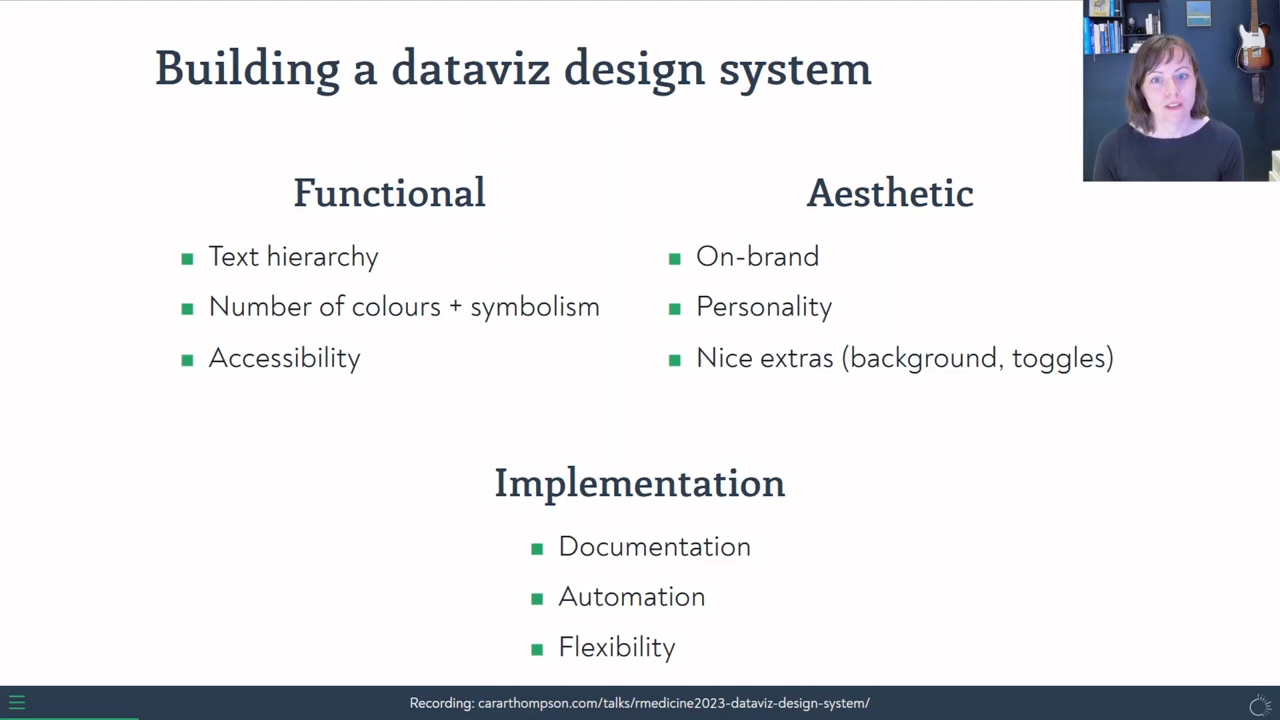 Building a dataviz design system
Functional
Text hierarchy
Number of colours + symbolism
Accessibility
Aesthetic
On-brand
Personality
Nice extras (background, toggles)
Implementation
Documentation
Automation
Flexibility
Recording: cararthompson.com/talks/rmedicine2023-dataviz-design-system/